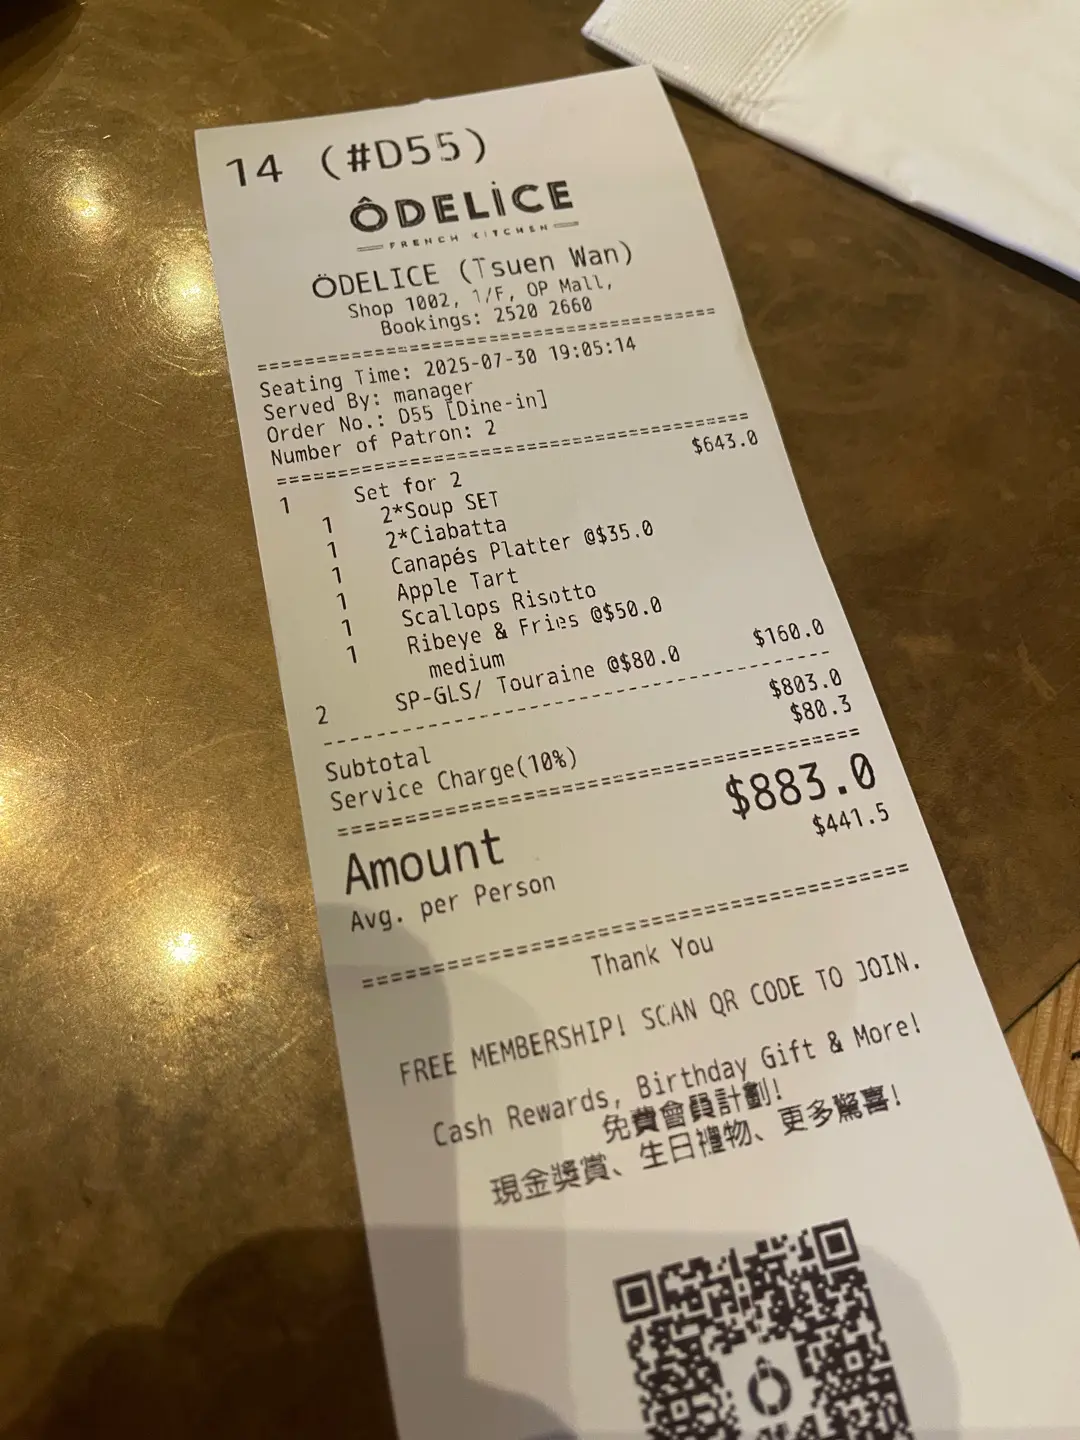 14 (#D55)
ÔDELİCE
FRENCH KITCHEN
ÖDELICE (Tsuen Wan)
Shop 1002, 1/F, OP Mall,
Bookings: 2520 2660
========================================
Seating Time: 2025-07-30 19:05:14
Served By: manager
Order No.: D55 [Dine-in]
Number of Patron: 2
========================================
1 Set for 2 $643.0
1 2*Soup SET
1 2*Ciabatta
1 Canapés Platter @$35.0
1 Apple Tart
1 Scallops Risotto
1 Ribeye & Fries @$50.0
medium
2 SP-GLS/ Touraine @$80.0 $160.0
----------------------------------------
Subtotal $803.0
Service Charge(10%) $80.3
========================================
Amount $883.0
Avg. per Person $441.5
========================================
Thank You
FREE MEMBERSHIP! SCAN QR CODE TO JOIN.
Cash Rewards, Birthday Gift & More!
免費會員計劃!
現金獎賞、生日禮物、更多驚喜!